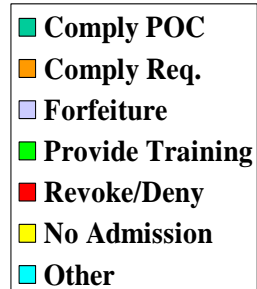 Comply POC
Comply Req.
Forfeiture
Provide Training
Revoke/Deny
No Admission
Other